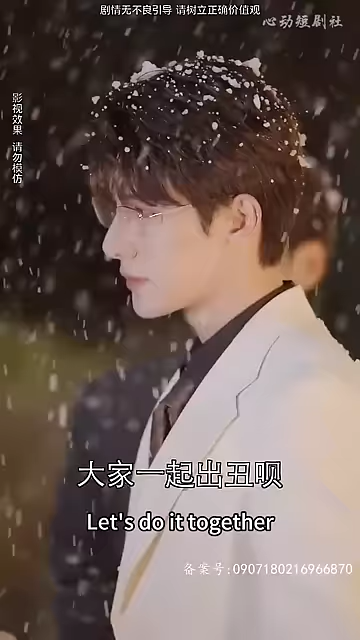 剧情无不良引导 请树立正确价值观
心动短剧社
影视效果 请勿模仿
大家一起出丑呗
Let's do it together
备案号:0907180216966870